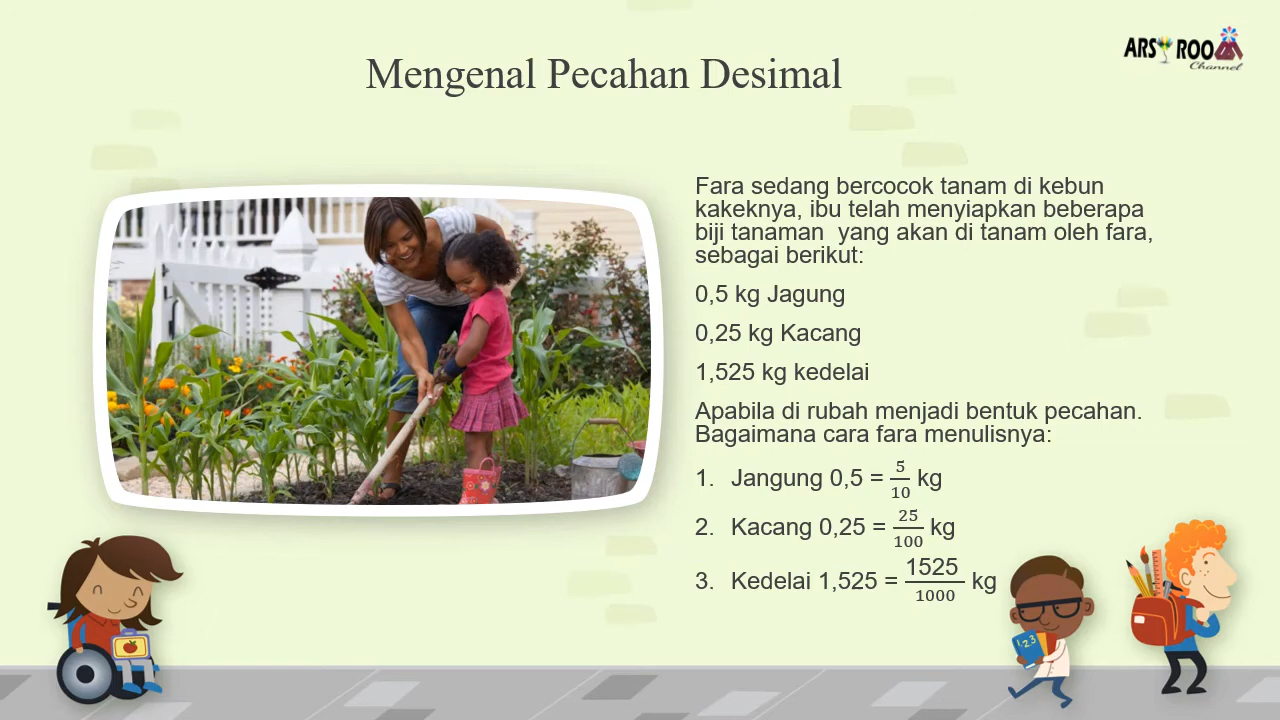 Mengenal Pecahan Desimal
ARSY ROOM
Channel
Fara sedang bercocok tanam di kebun
kakeknya, ibu telah menyiapkan beberapa
biji tanaman  yang akan di tanam oleh fara,
sebagai berikut:
0,5 kg Jagung
0,25 kg Kacang
1,525 kg kedelai
Apabila di rubah menjadi bentuk pecahan.
Bagaimana cara fara menulisnya:
1. Jangung 0,5 = 5/10 kg
2. Kacang 0,25 = 25/100 kg
3. Kedelai 1,525 = 1525/1000 kg
123